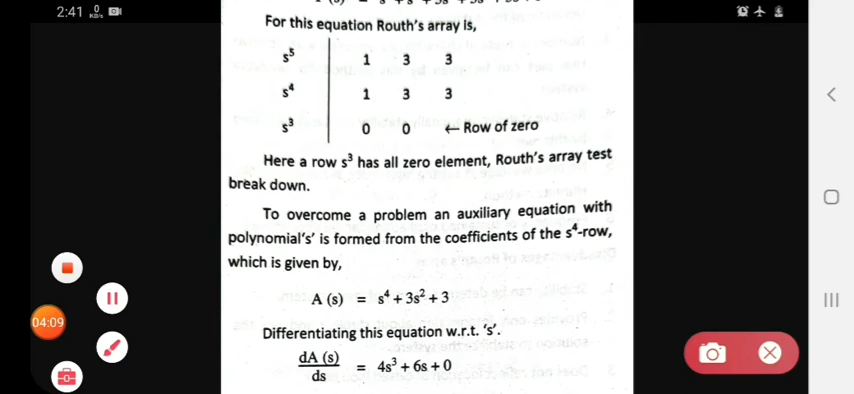 2:41 0 KB/s
For this equation Routh's array is,
s⁵ 1 3 3
s⁴ 1 3 3
s³ 0 0 ← Row of zero
Here a row s³ has all zero element, Routh's array test
break down.
To overcome a problem an auxiliary equation with
polynomial's' is formed from the coefficients of the s⁴-row,
which is given by,
A (s) = s⁴ + 3s² + 3
Differentiating this equation w.r.t. 's'.
dA (s)
ds
= 4s³ + 6s + 0
04:09